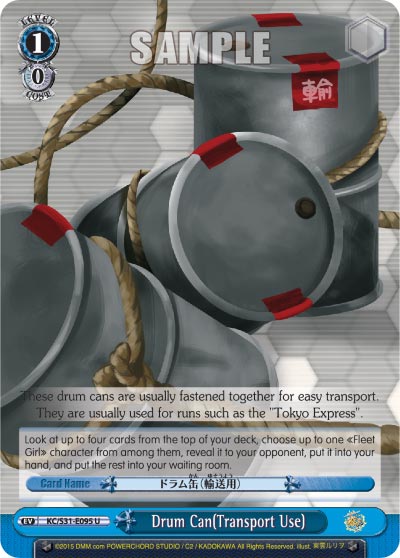 LEVEL
1
0
COST
SAMPLE
輸
These drum cans are usually fastened together for easy transport.
They are usually used for runs such as the "Tokyo Express".
Look at up to four cards from the top of your deck, choose up to one «Fleet
Girl» character from among them, reveal it to your opponent, put it into your
hand, and put the rest into your waiting room.
Card Name
ドラム缶(輸送用)
EV KC/S31-E095 U
Drum Can(Transport Use)
©2015 DMM.com POWERCHORD STUDIO / C2 / KADOKAWA All Rights Reserved.